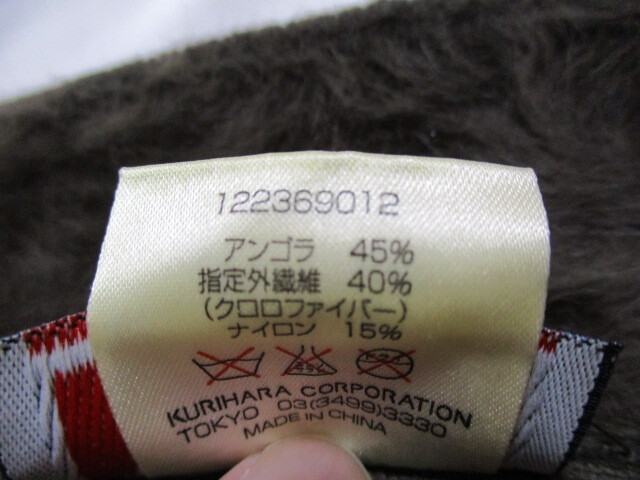 122369012
アンゴラ 45%
指定外繊維 40%
(クロロファイバー)
ナイロン 15%
KURIHARA CORPORATION
TOKYO 03(3499)3330
MADE IN CHINA